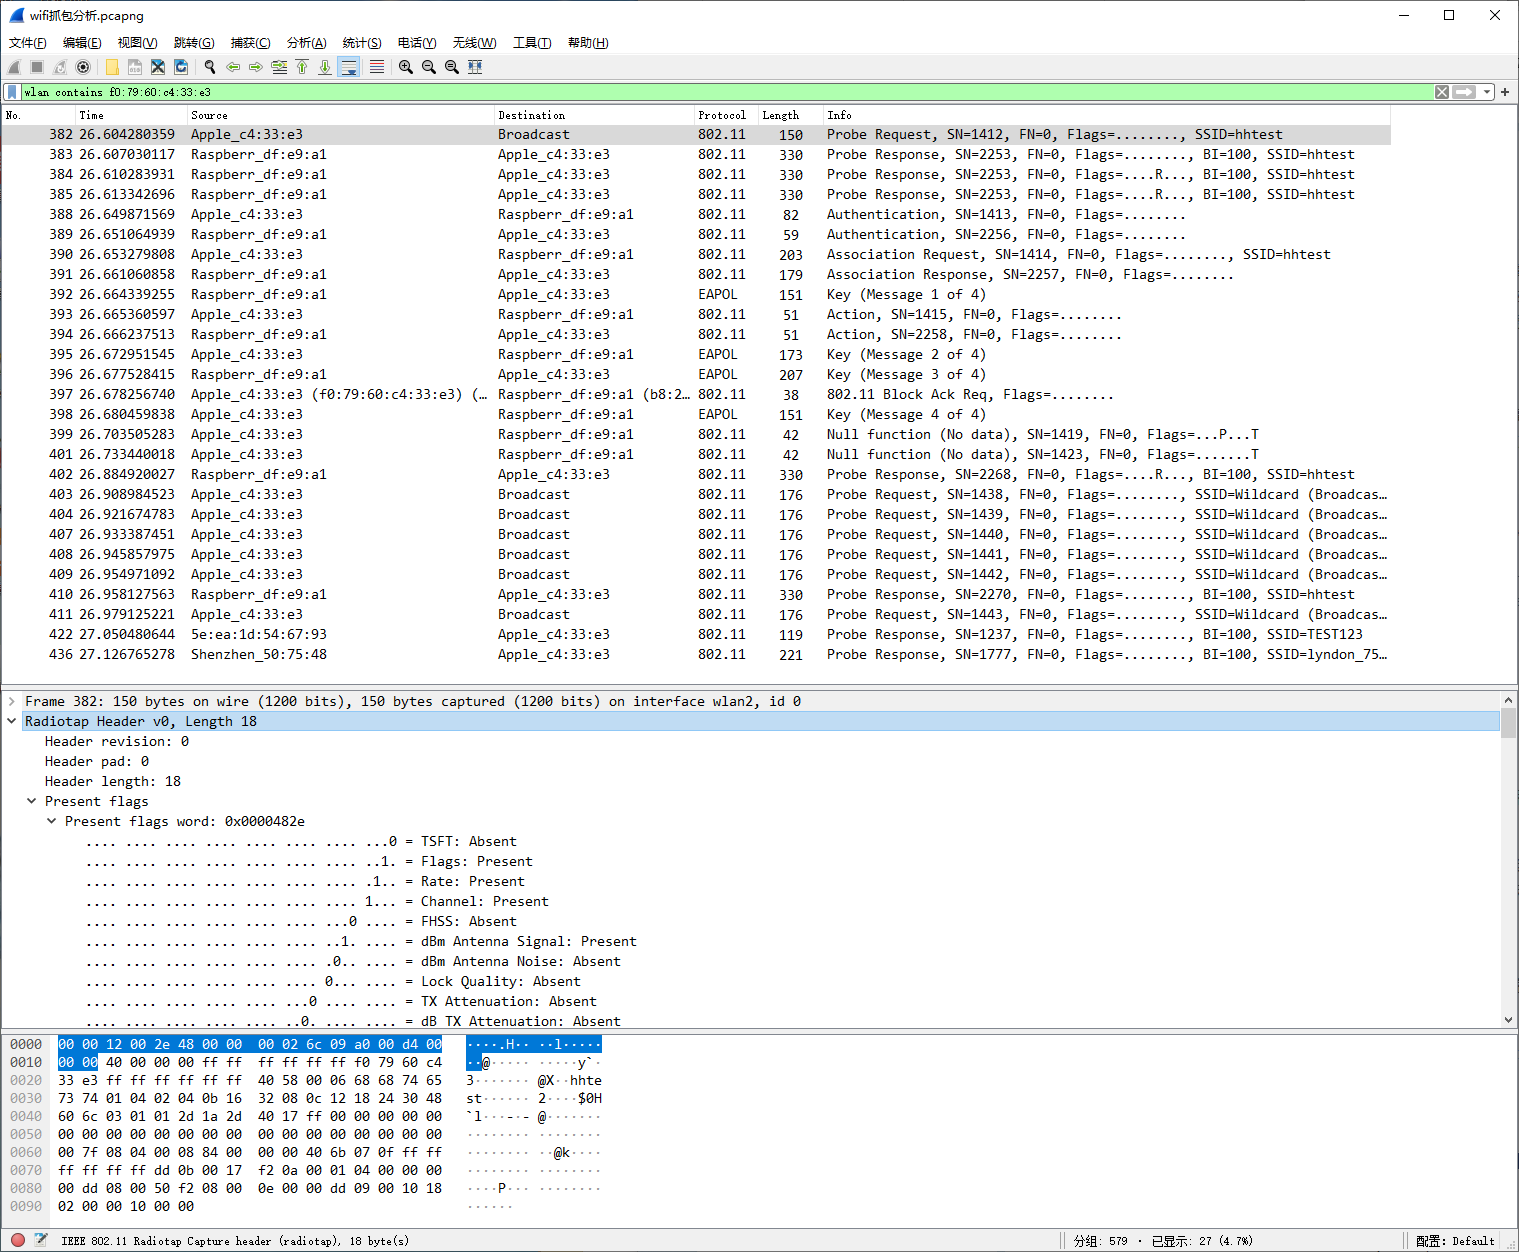 wifi抓包分析.pcapng
文件(F) 编辑(E) 视图(V) 跳转(G) 捕获(C) 分析(A) 统计(S) 电话(Y) 无线(W) 工具(T) 帮助(H)
wlan contains f0:79:60:c4:33:e3
No. Time Source Destination Protocol Length Info
382 26.604280359 Apple_c4:33:e3 Broadcast 802.11 150 Probe Request, SN=1412, FN=0, Flags=........, SSID=hhtest
383 26.607030117 Raspberr_df:e9:a1 Apple_c4:33:e3 802.11 330 Probe Response, SN=2253, FN=0, Flags=........, BI=100, SSID=hhtest
384 26.610283931 Raspberr_df:e9:a1 Apple_c4:33:e3 802.11 330 Probe Response, SN=2253, FN=0, Flags=....R..., BI=100, SSID=hhtest
385 26.613342696 Raspberr_df:e9:a1 Apple_c4:33:e3 802.11 330 Probe Response, SN=2253, FN=0, Flags=....R..., BI=100, SSID=hhtest
388 26.649871569 Apple_c4:33:e3 Raspberr_df:e9:a1 802.11 82 Authentication, SN=1413, FN=0, Flags=........
389 26.651064939 Raspberr_df:e9:a1 Apple_c4:33:e3 802.11 59 Authentication, SN=2256, FN=0, Flags=........
390 26.653279808 Apple_c4:33:e3 Raspberr_df:e9:a1 802.11 203 Association Request, SN=1414, FN=0, Flags=........, SSID=hhtest
391 26.661060858 Raspberr_df:e9:a1 Apple_c4:33:e3 802.11 179 Association Response, SN=2257, FN=0, Flags=........
392 26.664339255 Raspberr_df:e9:a1 Apple_c4:33:e3 EAPOL 151 Key (Message 1 of 4)
393 26.665360597 Apple_c4:33:e3 Raspberr_df:e9:a1 802.11 51 Action, SN=1415, FN=0, Flags=........
394 26.666237513 Raspberr_df:e9:a1 Apple_c4:33:e3 802.11 51 Action, SN=2258, FN=0, Flags=........
395 26.672951545 Apple_c4:33:e3 Raspberr_df:e9:a1 EAPOL 173 Key (Message 2 of 4)
396 26.677528415 Raspberr_df:e9:a1 Apple_c4:33:e3 EAPOL 207 Key (Message 3 of 4)
397 26.678256740 Apple_c4:33:e3 (f0:79:60:c4:33:e3) (… Raspberr_df:e9:a1 (b8:2… 802.11 38 802.11 Block Ack Req, Flags=........
398 26.680459838 Apple_c4:33:e3 Raspberr_df:e9:a1 EAPOL 151 Key (Message 4 of 4)
399 26.703505283 Apple_c4:33:e3 Raspberr_df:e9:a1 802.11 42 Null function (No data), SN=1419, FN=0, Flags=...P...T
401 26.733440018 Apple_c4:33:e3 Raspberr_df:e9:a1 802.11 42 Null function (No data), SN=1423, FN=0, Flags=.......T
402 26.884920027 Raspberr_df:e9:a1 Apple_c4:33:e3 802.11 330 Probe Response, SN=2268, FN=0, Flags=....R..., BI=100, SSID=hhtest
403 26.908984523 Apple_c4:33:e3 Broadcast 802.11 176 Probe Request, SN=1438, FN=0, Flags=........, SSID=Wildcard (Broadcas…
404 26.921674783 Apple_c4:33:e3 Broadcast 802.11 176 Probe Request, SN=1439, FN=0, Flags=........, SSID=Wildcard (Broadcas…
407 26.933387451 Apple_c4:33:e3 Broadcast 802.11 176 Probe Request, SN=1440, FN=0, Flags=........, SSID=Wildcard (Broadcas…
408 26.945857975 Apple_c4:33:e3 Broadcast 802.11 176 Probe Request, SN=1441, FN=0, Flags=........, SSID=Wildcard (Broadcas…
409 26.954971092 Apple_c4:33:e3 Broadcast 802.11 176 Probe Request, SN=1442, FN=0, Flags=........, SSID=Wildcard (Broadcas…
410 26.958127563 Raspberr_df:e9:a1 Apple_c4:33:e3 802.11 330 Probe Response, SN=2270, FN=0, Flags=........, BI=100, SSID=hhtest
411 26.979125221 Apple_c4:33:e3 Broadcast 802.11 176 Probe Request, SN=1443, FN=0, Flags=........, SSID=Wildcard (Broadcas…
422 27.050480644 5e:ea:1d:54:67:93 Apple_c4:33:e3 802.11 119 Probe Response, SN=1237, FN=0, Flags=........, BI=100, SSID=TEST123
436 27.126765278 Shenzhen_50:75:48 Apple_c4:33:e3 802.11 221 Probe Response, SN=1777, FN=0, Flags=........, BI=100, SSID=lyndon_75…
Frame 382: 150 bytes on wire (1200 bits), 150 bytes captured (1200 bits) on interface wlan2, id 0
Radiotap Header v0, Length 18
Header revision: 0
Header pad: 0
Header length: 18
Present flags
Present flags word: 0x0000482e
.... .... .... .... .... .... .... ...0 = TSFT: Absent
.... .... .... .... .... .... .... ..1. = Flags: Present
.... .... .... .... .... .... .... .1.. = Rate: Present
.... .... .... .... .... .... .... 1... = Channel: Present
.... .... .... .... .... .... ...0 .... = FHSS: Absent
.... .... .... .... .... .... ..1. .... = dBm Antenna Signal: Present
.... .... .... .... .... .... .0.. .... = dBm Antenna Noise: Absent
.... .... .... .... .... .... 0... .... = Lock Quality: Absent
.... .... .... .... .... ...0 .... .... = TX Attenuation: Absent
.... .... .... .... .... ..0. .... .... = dB TX Attenuation: Absent
0000 00 00 12 00 2e 48 00 00 00 02 6c 09 a0 00 d4 00 ·····.H·· ··l·····
0010 00 00 40 00 00 00 ff ff ff ff ff ff f0 79 60 c4 ··@····· ·····y`·
0020 33 e3 ff ff ff ff ff ff 40 58 00 06 68 68 74 65 3······· @X··hhte
0030 73 74 01 04 02 04 0b 16 32 08 0c 12 18 24 30 48 st······ 2····$0H
0040 60 6c 03 01 01 2d 1a 2d 40 17 ff 00 00 00 00 00 `l···-·- @·······
0050 00 00 00 00 00 00 00 00 00 00 00 00 00 00 00 00 ········ ········
0060 00 7f 08 04 00 08 84 00 00 00 40 6b 07 0f ff ff ········ ··@k····
0070 ff ff ff ff dd 0b 00 17 f2 0a 00 01 04 00 00 00 ········ ········
0080 00 dd 08 00 50 f2 08 00 0e 00 00 dd 09 00 10 18 ····P··· ········
0090 02 00 00 10 00 00 ······
IEEE 802.11 Radiotap Capture header (radiotap), 18 byte(s) 分组: 579 · 已显示: 27 (4.7%) 配置: Default